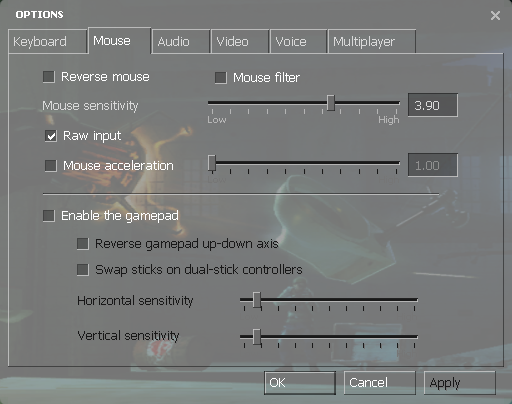 OPTIONS
Keyboard Mouse Audio Video Voice Multiplayer
Reverse mouse Mouse filter
Mouse sensitivity 3.90
Low High
Raw input
Mouse acceleration 1.00
Enable the gamepad
Reverse gamepad up-down axis
Swap sticks on dual-stick controllers
Horizontal sensitivity
Vertical sensitivity
OK Cancel Apply